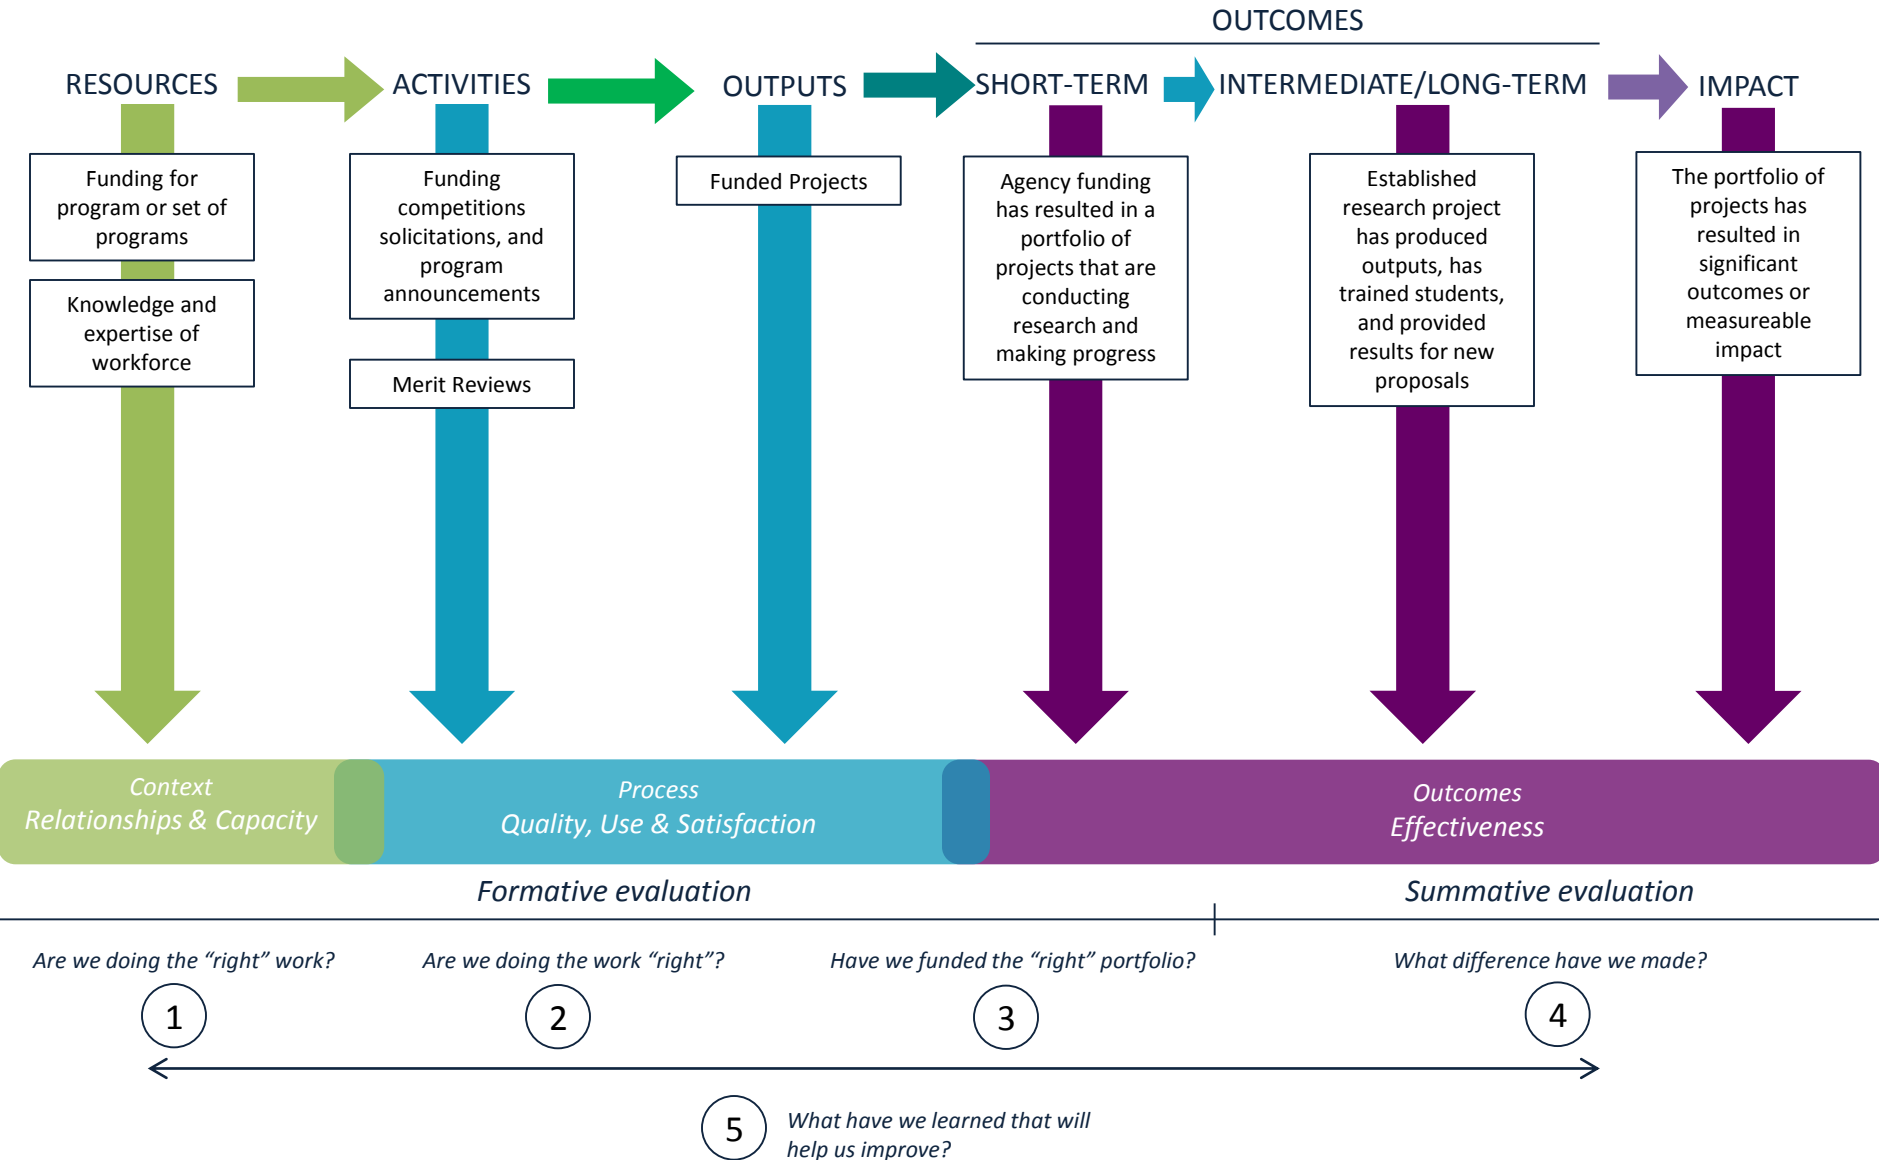 OUTCOMES
RESOURCES
ACTIVITIES
OUTPUTS
SHORT-TERM
INTERMEDIATE/LONG-TERM
IMPACT
Funding for
program or set of
programs
Knowledge and
expertise of
workforce
Funding
competitions
solicitations, and
program
announcements
Merit Reviews
Funded Projects
Agency funding
has resulted in a
portfolio of
projects that are
conducting
research and
making progress
Established
research project
has produced
outputs, has
trained students,
and provided
results for new
proposals
The portfolio of
projects has
resulted in
significant
outcomes or
measureable
impact
Context
Relationships & Capacity
Process
Quality, Use & Satisfaction
Outcomes
Effectiveness
Formative evaluation
Summative evaluation
Are we doing the “right” work?
Are we doing the work “right”?
Have we funded the “right” portfolio?
What difference have we made?
1
2
3
4
5
What have we learned that will
help us improve?